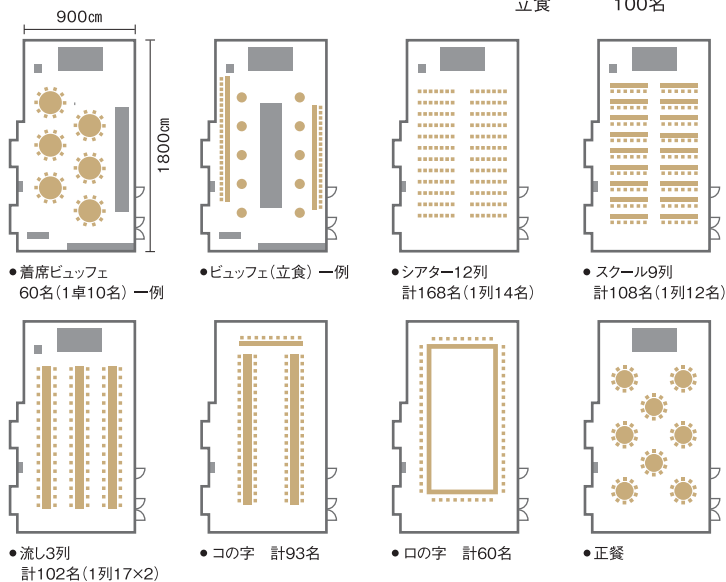 立食 100名
900㎝
1800㎝
●着席ビュッフェ
60名(1卓10名) 一例
●ビュッフェ(立食) 一例
●シアター12列
計168名(1列14名)
●スクール9列
計108名(1列12名)
●流し3列
計102名(1列17×2)
●コの字 計93名
●ロの字 計60名
●正餐